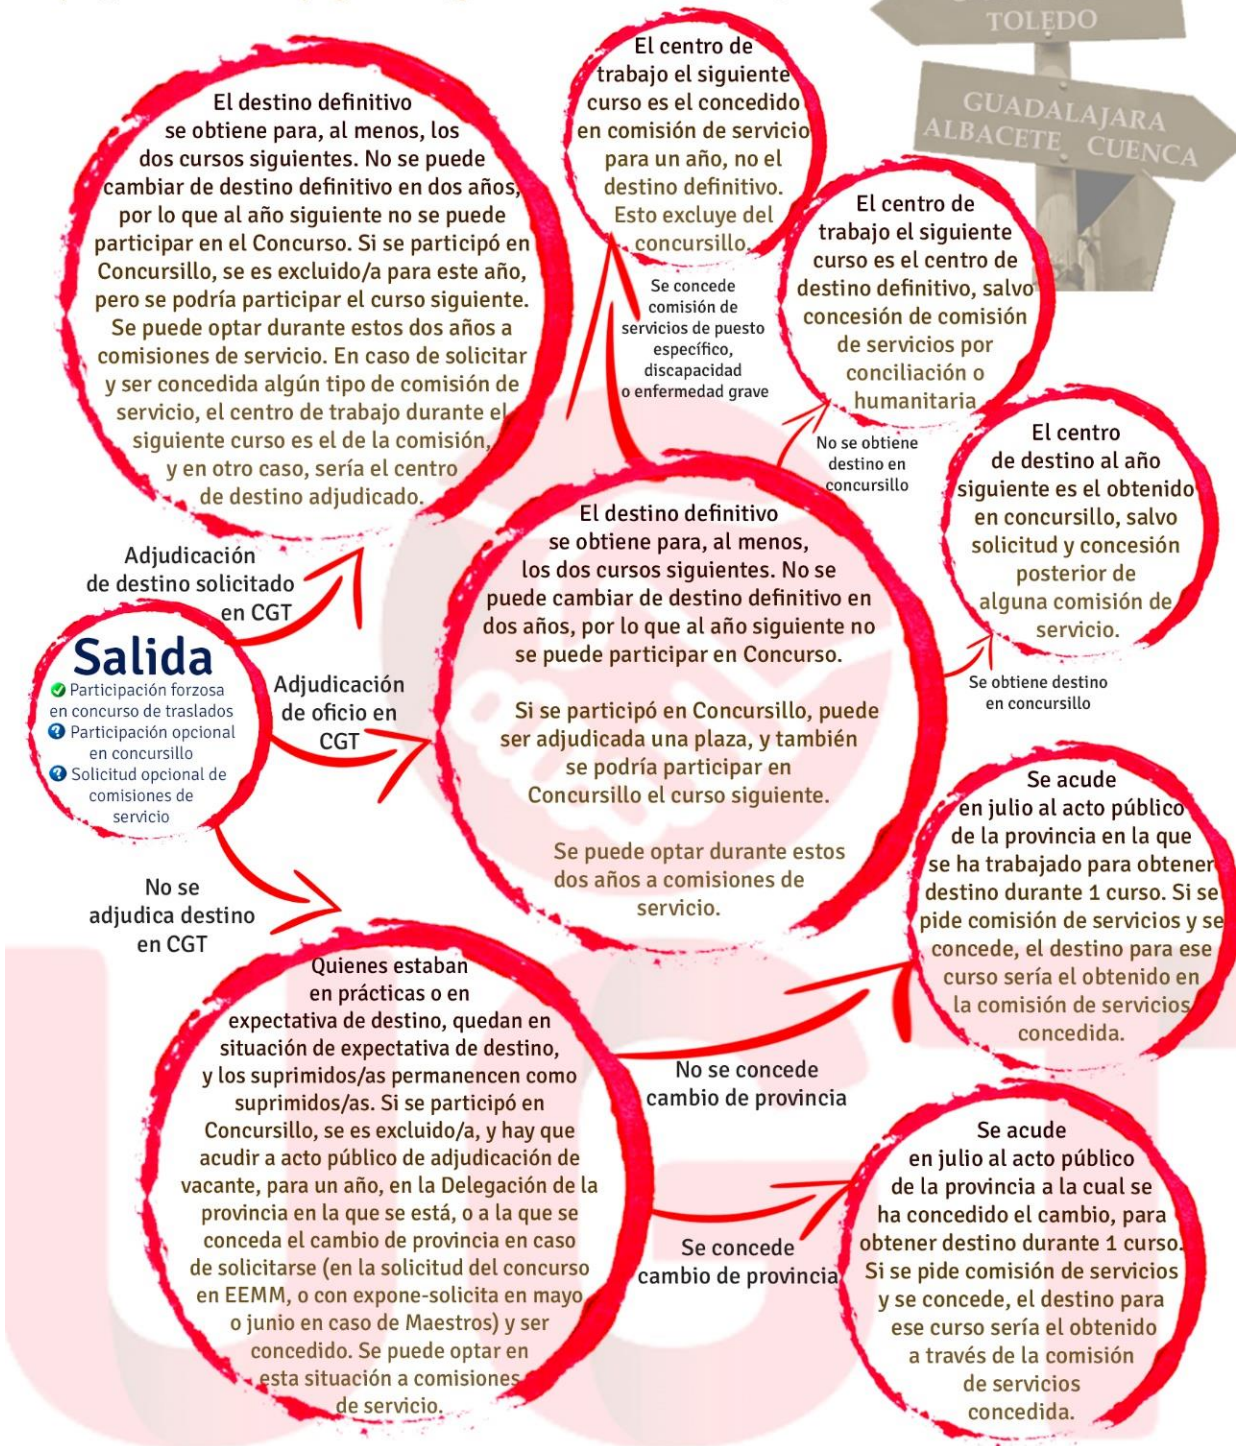 TOLEDO
GUADALAJARA
ALBACETE CUENCA
El destino definitivo
se obtiene para, al menos, los
dos cursos siguientes. No se puede
cambiar de destino definitivo en dos años,
por lo que al año siguiente no se puede
participar en el Concurso. Si se participó en
Concursillo, se es excluido/a para este año,
pero se podría participar el curso siguiente.
Se puede optar durante estos dos años a
comisiones de servicio. En caso de solicitar
y ser concedida algún tipo de comisión de
servicio, el centro de trabajo durante el
siguiente curso es el de la comisión,
y en otro caso, sería el centro
de destino adjudicado.
El centro de
trabajo el siguiente
curso es el concedido
en comisión de servicio
para un año, no el
destino definitivo.
Esto excluye del
concursillo.
Se concede
comisión de
servicios de puesto
específico,
discapacidad
o enfermedad grave
El centro de
trabajo el siguiente
curso es el centro de
destino definitivo, salvo
concesión de comisión
de servicios por
conciliación o
humanitaria
No se obtiene
destino en
concursillo
El centro
de destino al año
siguiente es el obtenido
en concursillo, salvo
solicitud y concesión
posterior de
alguna comisión de
servicio.
Se obtiene destino
en concursillo
Adjudicación
de destino solicitado
en CGT
Salida
Participación forzosa
en concurso de traslados
Participación opcional
en concursillo
Solicitud opcional de
comisiones de
servicio
Adjudicación
de oficio en
CGT
El destino definitivo
se obtiene para, al menos,
los dos cursos siguientes. No se
puede cambiar de destino definitivo en
dos años, por lo que al año siguiente no
se puede participar en Concurso.
Si se participó en Concursillo, puede
ser adjudicada una plaza, y también
se podría participar en
Concursillo el curso siguiente.
Se puede optar durante estos
dos años a comisiones de
servicio.
No se
adjudica destino
en CGT
Quienes estaban
en prácticas o en
expectativa de destino, quedan en
situación de expectativa de destino,
y los suprimidos/as permanencen como
suprimidos/as. Si se participó en
Concursillo, se es excluido/a, y hay que
acudir a acto público de adjudicación de
vacante, para un año, en la Delegación de la
provincia en la que se está, o a la que se
conceda el cambio de provincia en caso
de solicitarse (en la solicitud del concurso
en EEMM, o con expone-solicita en mayo
o junio en caso de Maestros) y ser
concedido. Se puede optar en
esta situación a comisiones
de servicio.
No se concede
cambio de provincia
Se acude
en julio al acto público
de la provincia en la que
se ha trabajado para obtener
destino durante 1 curso. Si se
pide comisión de servicios y se
concede, el destino para ese
curso sería el obtenido en
la comisión de servicios
concedida.
Se concede
cambio de provincia
Se acude
en julio al acto público
de la provincia a la cual se
ha concedido el cambio, para
obtener destino durante 1 curso.
Si se pide comisión de servicios
y se concede, el destino para
ese curso sería el obtenido
a través de la comisión
de servicios
concedida.
UGT